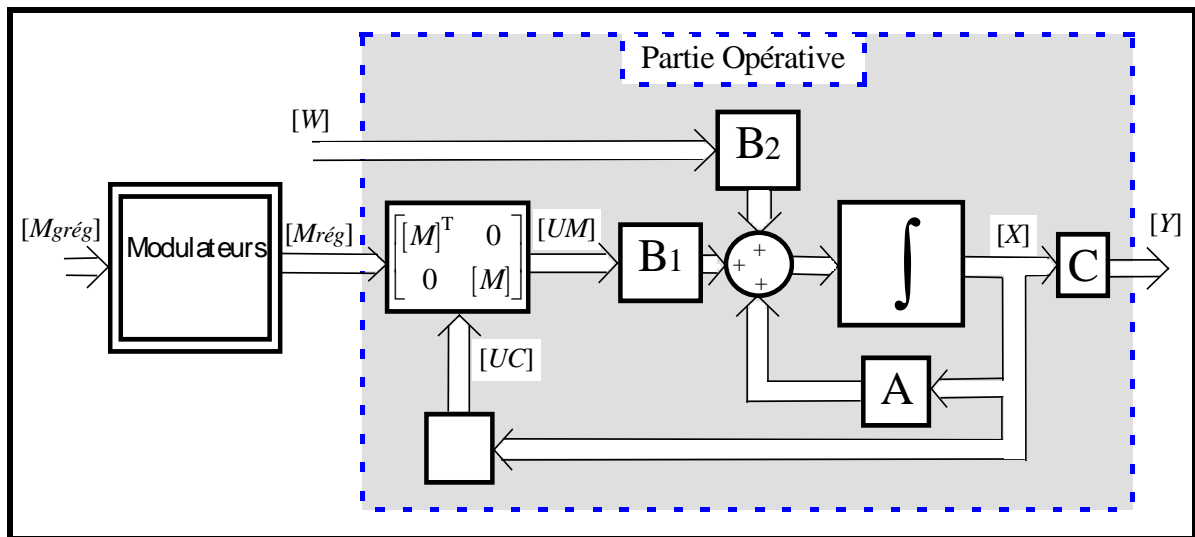 Partie Opérative
[W]
B2
[Mgrég]
Modulateurs
[Mrég]
[M]T 0
0 [M]
[UM]
B1
+
+
+
∫
[X]
C
[Y]
[UC]
A